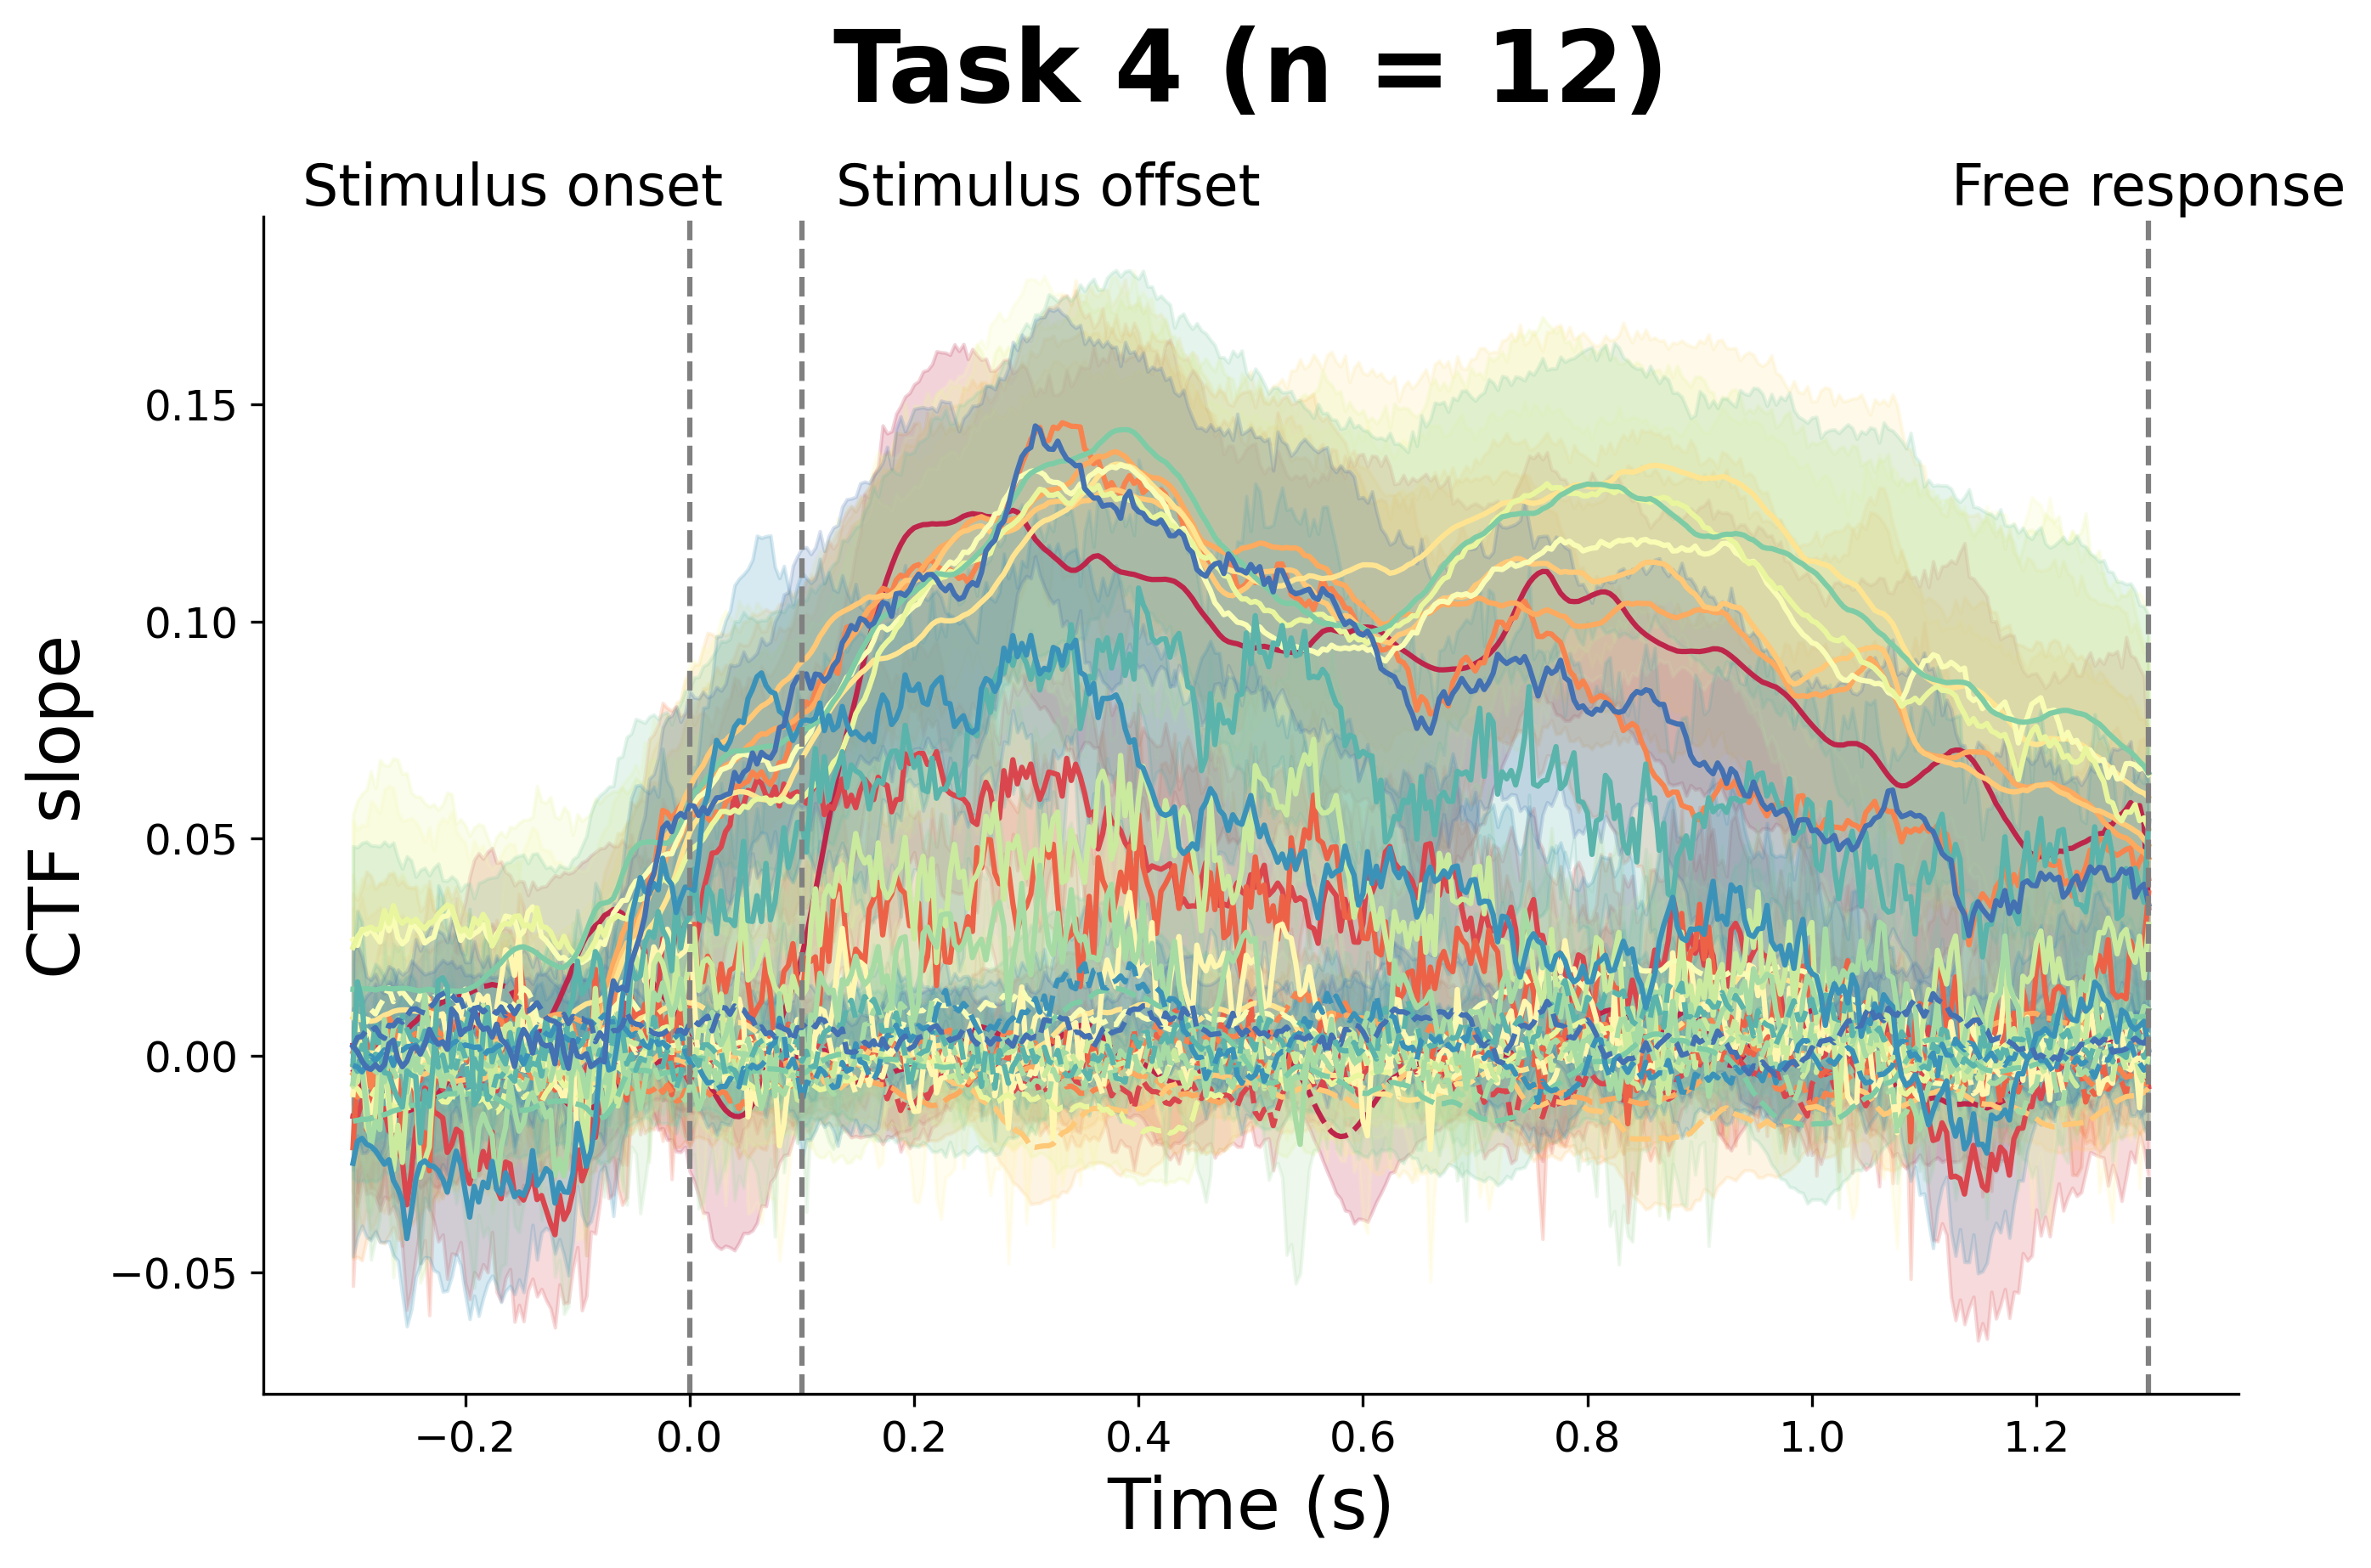 Task 4 (n = 12)
Stimulus onset
Stimulus offset
Free response
CTF slope
0.15
0.10
0.05
0.00
−0.05
−0.2
0.0
0.2
0.4
0.6
0.8
1.0
1.2
Time (s)